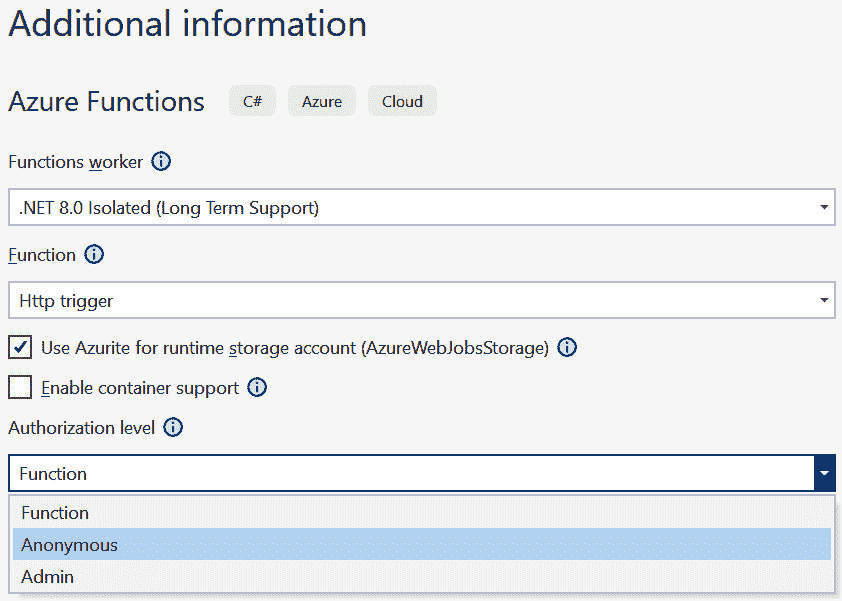 Additional information
Azure Functions C# Azure Cloud
Functions worker
.NET 8.0 Isolated (Long Term Support)
Function
Http trigger
Use Azurite for runtime storage account (AzureWebJobsStorage)
Enable container support
Authorization level
Function
Function
Anonymous
Admin